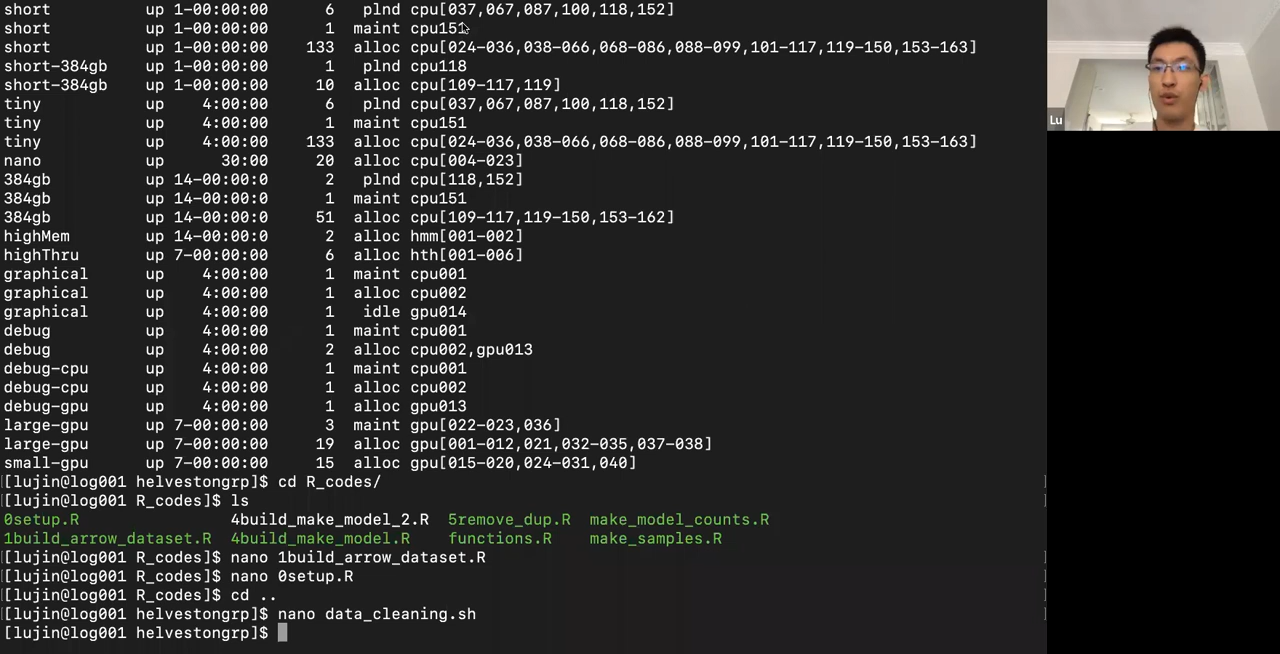 short up 1-00:00:00 6 plnd cpu[037,067,087,100,118,152]
short up 1-00:00:00 1 maint cpu151
short up 1-00:00:00 133 alloc cpu[024-036,038-066,068-086,088-099,101-117,119-150,153-163]
short-384gb up 1-00:00:00 1 plnd cpu118
short-384gb up 1-00:00:00 10 alloc cpu[109-117,119]
tiny up 4:00:00 6 plnd cpu[037,067,087,100,118,152]
tiny up 4:00:00 1 maint cpu151
tiny up 4:00:00 133 alloc cpu[024-036,038-066,068-086,088-099,101-117,119-150,153-163]
nano up 30:00 20 alloc cpu[004-023]
384gb up 14-00:00:0 2 plnd cpu[118,152]
384gb up 14-00:00:0 1 maint cpu151
384gb up 14-00:00:0 51 alloc cpu[109-117,119-150,153-162]
highMem up 14-00:00:0 2 alloc hmm[001-002]
highThru up 7-00:00:00 6 alloc hth[001-006]
graphical up 4:00:00 1 maint cpu001
graphical up 4:00:00 1 alloc cpu002
graphical up 4:00:00 1 idle gpu014
debug up 4:00:00 1 maint cpu001
debug up 4:00:00 2 alloc cpu002,gpu013
debug-cpu up 4:00:00 1 maint cpu001
debug-cpu up 4:00:00 1 alloc cpu002
debug-gpu up 4:00:00 1 alloc gpu013
large-gpu up 7-00:00:00 3 maint gpu[022-023,036]
large-gpu up 7-00:00:00 19 alloc gpu[001-012,021,032-035,037-038]
small-gpu up 7-00:00:00 15 alloc gpu[015-020,024-031,040]
[lujin@log001 helvestongrp]$ cd R_codes/
[lujin@log001 R_codes]$ ls
0setup.R 4build_make_model_2.R 5remove_dup.R make_model_counts.R
1build_arrow_dataset.R 4build_make_model.R functions.R make_samples.R
[lujin@log001 R_codes]$ nano 1build_arrow_dataset.R
[lujin@log001 R_codes]$ nano 0setup.R
[lujin@log001 R_codes]$ cd ..
[lujin@log001 helvestongrp]$ nano data_cleaning.sh
[lujin@log001 helvestongrp]$
Lu